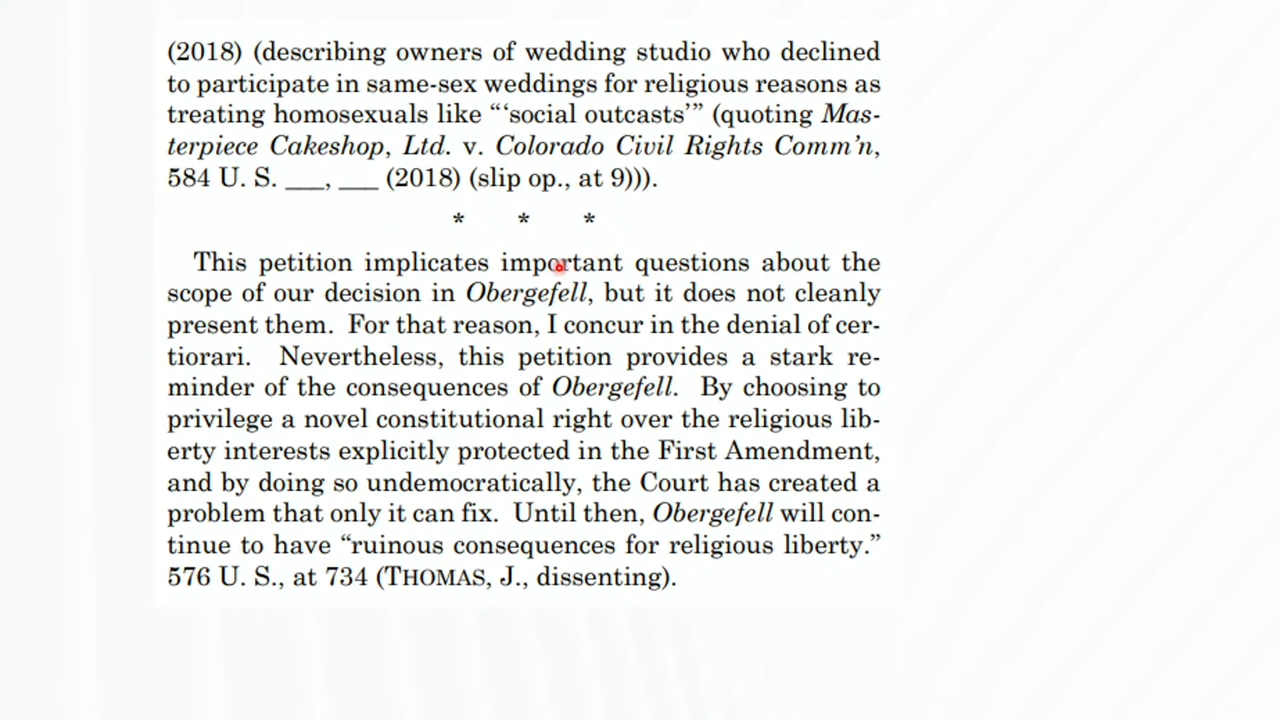 (2018) (describing owners of wedding studio who declined
to participate in same-sex weddings for religious reasons as
treating homosexuals like “‘social outcasts’” (quoting Mas-
terpiece Cakeshop, Ltd. v. Colorado Civil Rights Comm’n,
584 U. S. ___, ___ (2018) (slip op., at 9))).
* * *
This petition implicates important questions about the
scope of our decision in Obergefell, but it does not cleanly
present them. For that reason, I concur in the denial of cer-
tiorari. Nevertheless, this petition provides a stark re-
minder of the consequences of Obergefell. By choosing to
privilege a novel constitutional right over the religious lib-
erty interests explicitly protected in the First Amendment,
and by doing so undemocratically, the Court has created a
problem that only it can fix. Until then, Obergefell will con-
tinue to have “ruinous consequences for religious liberty.”
576 U. S., at 734 (THOMAS, J., dissenting).